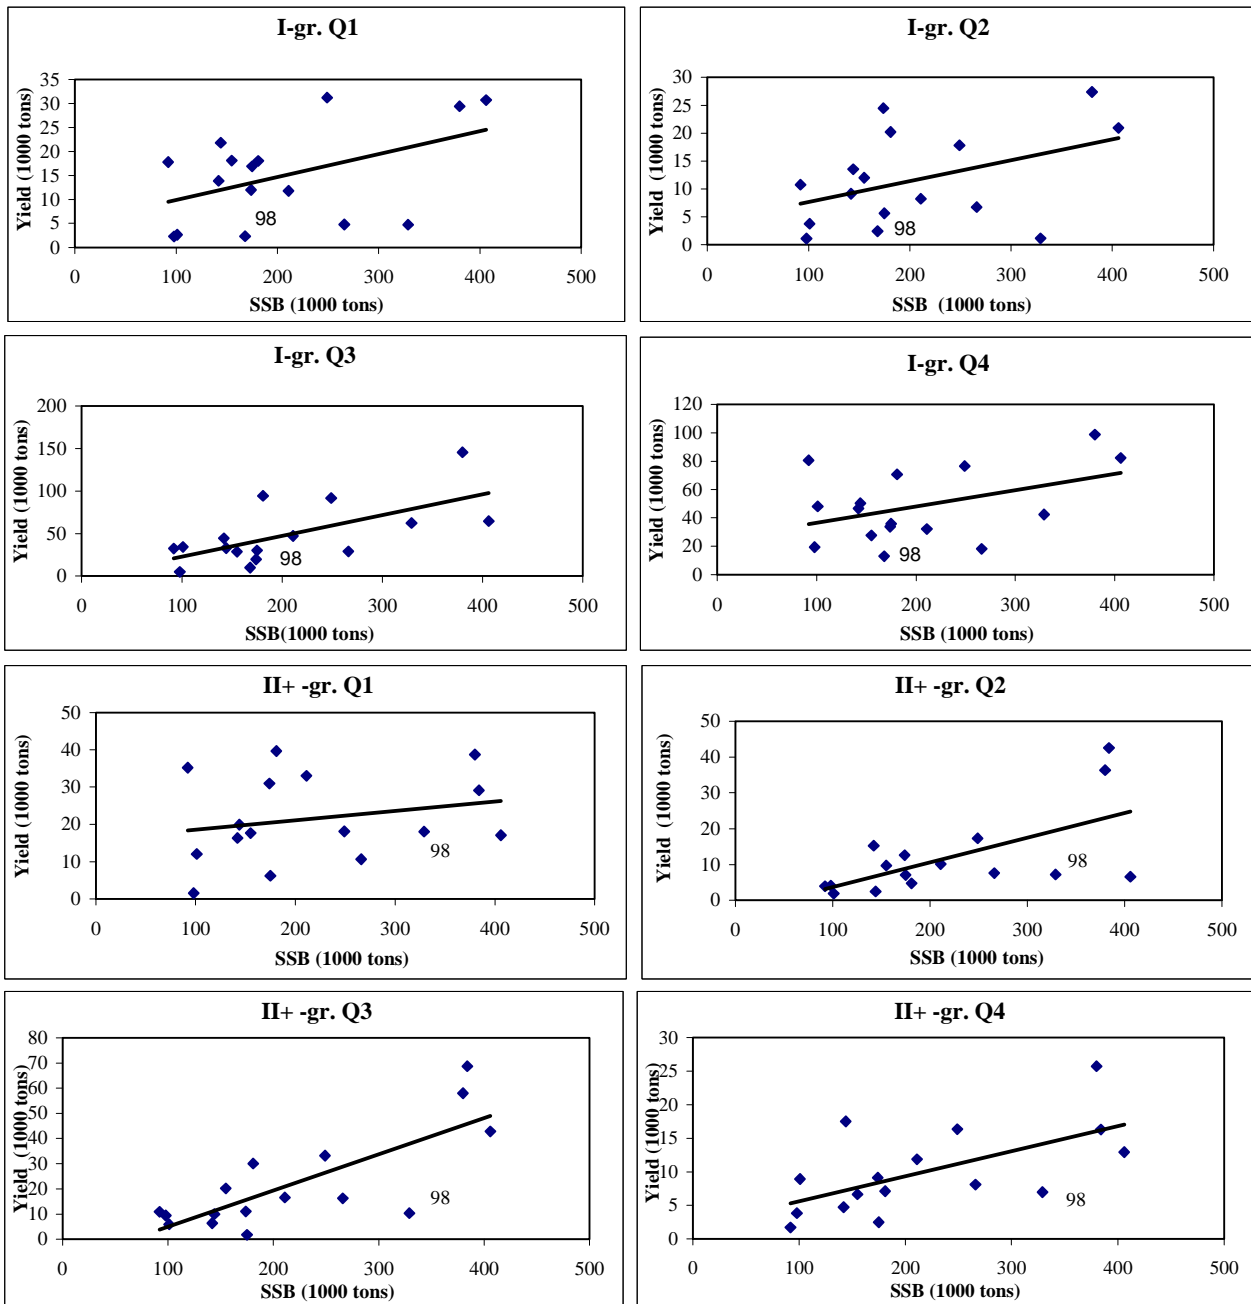 I-gr. Q1
Yield (1000 tons)
35
30
25
20
15
10
5
0
98
0 100 200 300 400 500
SSB (1000 tons)
I-gr. Q2
Yield (1000 tons)
30
25
20
15
10
5
0
98
0 100 200 300 400 500
SSB (1000 tons)
I-gr. Q3
Yield (1000 tons)
200
150
100
50
0
98
0 100 200 300 400 500
SSB(1000 tons)
I-gr. Q4
Yield (1000 tons)
120
100
80
60
40
20
0
98
0 100 200 300 400 500
SSB (1000 tons)
II+ -gr. Q1
Yield (1000 tons)
50
40
30
20
10
0
98
0 100 200 300 400 500
SSB (1000 tons)
II+ -gr. Q2
Yield (1000 tons)
50
40
30
20
10
0
98
0 100 200 300 400 500
SSB (1000 tons)
II+ -gr. Q3
Yield (1000 tons)
80
70
60
50
40
30
20
10
0
98
0 100 200 300 400 500
SSB (1000 tons)
II+ -gr. Q4
Yield (1000 tons)
30
25
20
15
10
5
0
98
0 100 200 300 400 500
SSB (1000 tons)